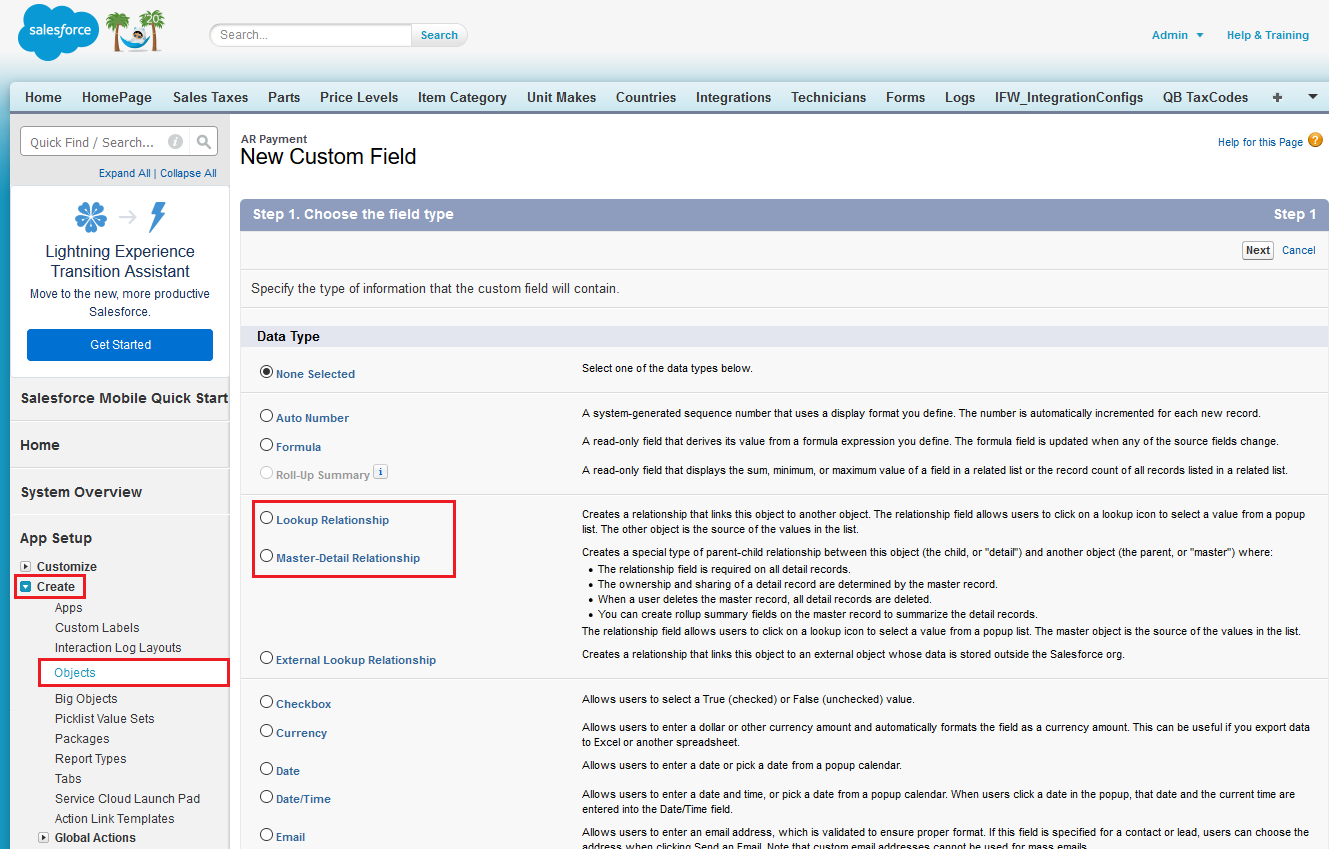 salesforce
20
Search...
Search
Admin
Help & Training
Home
HomePage
Sales Taxes
Parts
Price Levels
Item Category
Unit Makes
Countries
Integrations
Technicians
Forms
Logs
IFW_IntegrationConfigs
QB TaxCodes
+
Quick Find / Search...
i
Expand All | Collapse All
Lightning Experience
Transition Assistant
Move to the new, more productive
Salesforce.
Get Started
Salesforce Mobile Quick Start
Home
System Overview
App Setup
Customize
Create
Apps
Custom Labels
Interaction Log Layouts
Objects
Big Objects
Picklist Value Sets
Packages
Report Types
Tabs
Service Cloud Launch Pad
Action Link Templates
Global Actions
AR Payment
New Custom Field
Help for this Page ?
Step 1. Choose the field type
Step 1
Next
Cancel
Specify the type of information that the custom field will contain.
Data Type
None Selected
Select one of the data types below.
Auto Number
A system-generated sequence number that uses a display format you define. The number is automatically incremented for each new record.
Formula
A read-only field that derives its value from a formula expression you define. The formula field is updated when any of the source fields change.
Roll-Up Summary i
A read-only field that displays the sum, minimum, or maximum value of a field in a related list or the record count of all records listed in a related list.
Lookup Relationship
Creates a relationship that links this object to another object. The relationship field allows users to click on a lookup icon to select a value from a popup
list. The other object is the source of the values in the list.
Master-Detail Relationship
Creates a special type of parent-child relationship between this object (the child, or "detail") and another object (the parent, or "master") where:
• The relationship field is required on all detail records.
• The ownership and sharing of a detail record are determined by the master record.
• When a user deletes the master record, all detail records are deleted.
• You can create rollup summary fields on the master record to summarize the detail records.
The relationship field allows users to click on a lookup icon to select a value from a popup list. The master object is the source of the values in the list.
External Lookup Relationship
Creates a relationship that links this object to an external object whose data is stored outside the Salesforce org.
Checkbox
Allows users to select a True (checked) or False (unchecked) value.
Currency
Allows users to enter a dollar or other currency amount and automatically formats the field as a currency amount. This can be useful if you export data
to Excel or another spreadsheet.
Date
Allows users to enter a date or pick a date from a popup calendar.
Date/Time
Allows users to enter a date and time, or pick a date from a popup calendar. When users click a date in the popup, that date and the current time are
entered into the Date/Time field.
Email
Allows users to enter an email address, which is validated to ensure proper format. If this field is specified for a contact or lead, users can choose the
address when clicking Send an Email. Note that custom email addresses cannot be used for mass emails.